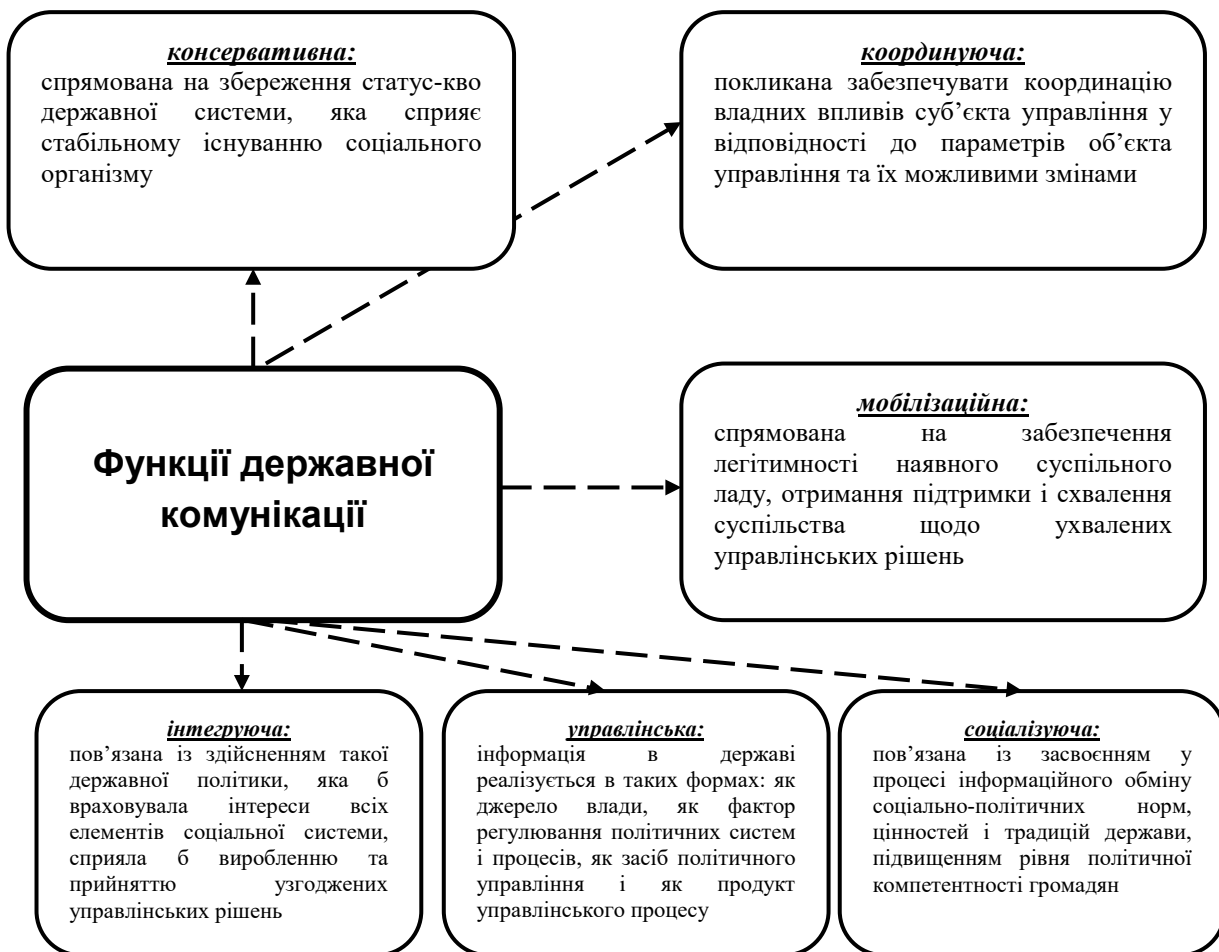 консервативна:
спрямована на збереження статус-кво
державної системи, яка сприяє
стабільному існуванню соціального
організму
координуюча:
покликана забезпечувати координацію
владних впливів суб’єкта управління у
відповідності до параметрів об’єкта
управління та їх можливими змінами
Функції державної
комунікації
мобілізаційна:
спрямована на забезпечення
легітимності наявного суспільного
ладу, отримання підтримки і схвалення
суспільства щодо ухвалених
управлінських рішень
інтегруюча:
пов’язана із здійсненням такої
державної політики, яка б
враховувала інтереси всіх
елементів соціальної системи,
сприяла б виробленню та
прийняттю узгоджених
управлінських рішень
управлінська:
інформація в державі
реалізується в таких формах: як
джерело влади, як фактор
регулювання політичних систем
і процесів, як засіб політичного
управління і як продукт
управлінського процесу
соціалізуюча:
пов’язана із засвоєнням у
процесі інформаційного обміну
соціально-політичних норм,
цінностей і традицій держави,
підвищенням рівня політичної
компетентності громадян